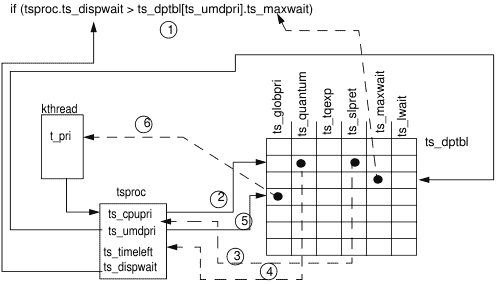 if (tsproc.ts_dispwait > ts_dptbl[ts_umdpri].ts_maxwait)
1
ts_globpri
ts_quantum
ts_tqexp
ts_slpret
ts_maxwait
ts_lwait
kthread
t_pri
6
ts_dptbl
tsproc
2
ts_cpupri
5
ts_umdpri
3
ts_timeleft
4
ts_dispwait